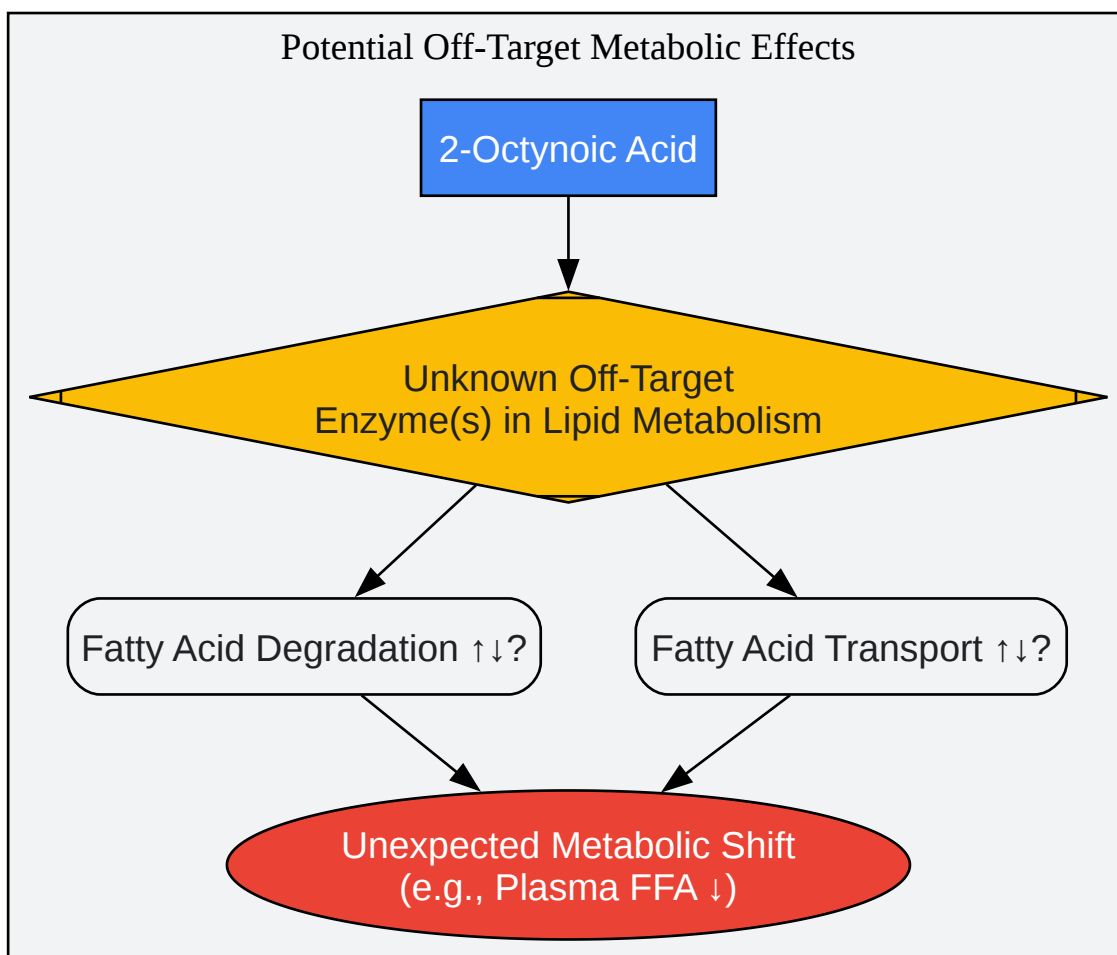 Potential Off-Target Metabolic Effects
2-Octynoic Acid
Unknown Off-Target
Enzyme(s) in Lipid Metabolism
Fatty Acid Degradation ↑↓?
Fatty Acid Transport ↑↓?
Unexpected Metabolic Shift
(e.g., Plasma FFA ↓)